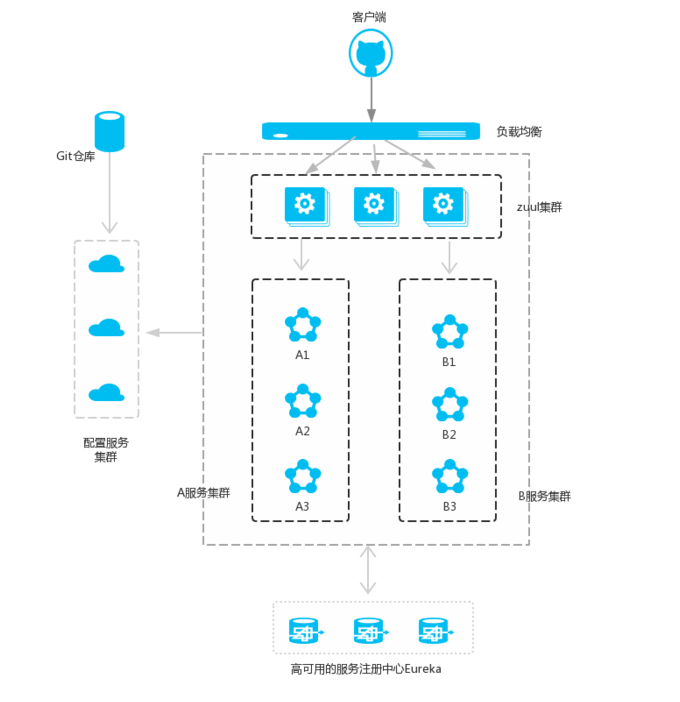 客户端
负载均衡
Git仓库
zuul集群
A1
B1
A2
B2
配置服务
集群
A服务集群
B服务集群
A3
B3
高可用的服务注册中心Eureka